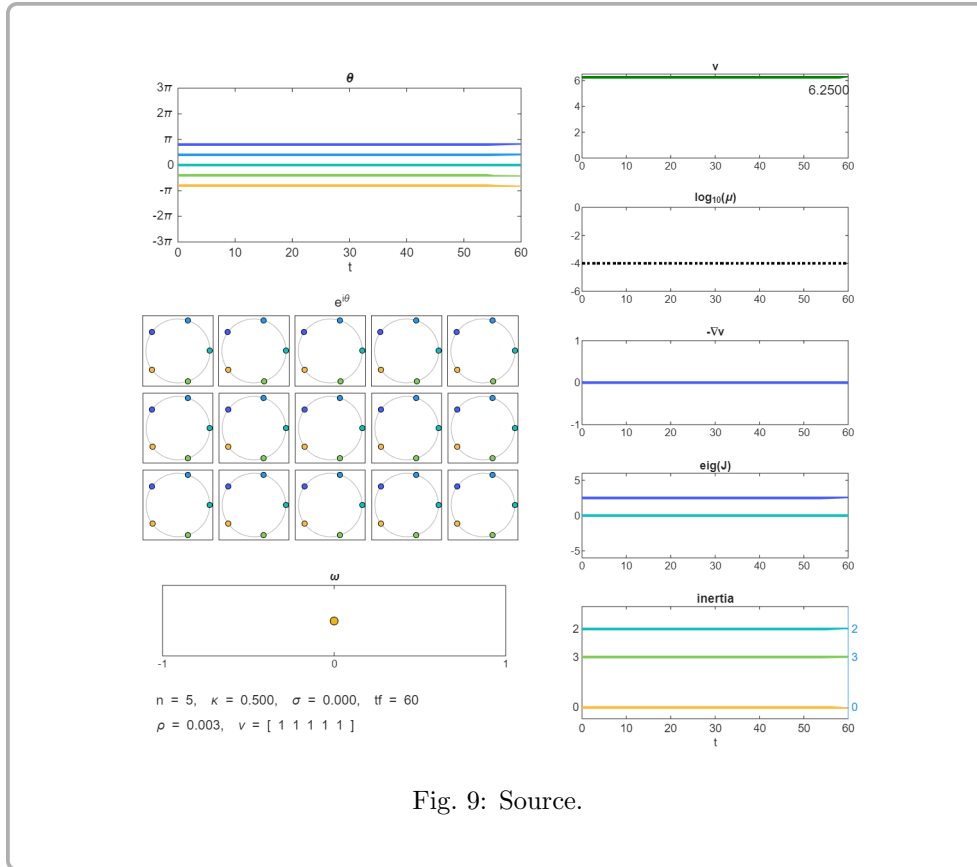 θ
3π
2π
π
0
-π
-2π
-3π
0 10 20 30 40 50 60
t
e^{iθ}
ω
-1 0 1
n = 5, κ = 0.500, σ = 0.000, tf = 60
ρ = 0.003, ν = [ 1 1 1 1 1 ]
v
6
4
2
0
6.2500
0 10 20 30 40 50 60
log₁₀(μ)
0
-2
-4
-6
0 10 20 30 40 50 60
-∇v
1
0
-1
0 10 20 30 40 50 60
eig(J)
5
0
-5
0 10 20 30 40 50 60
inertia
2 2
3 3
0 0
0 10 20 30 40 50 60
t
Fig. 9: Source.